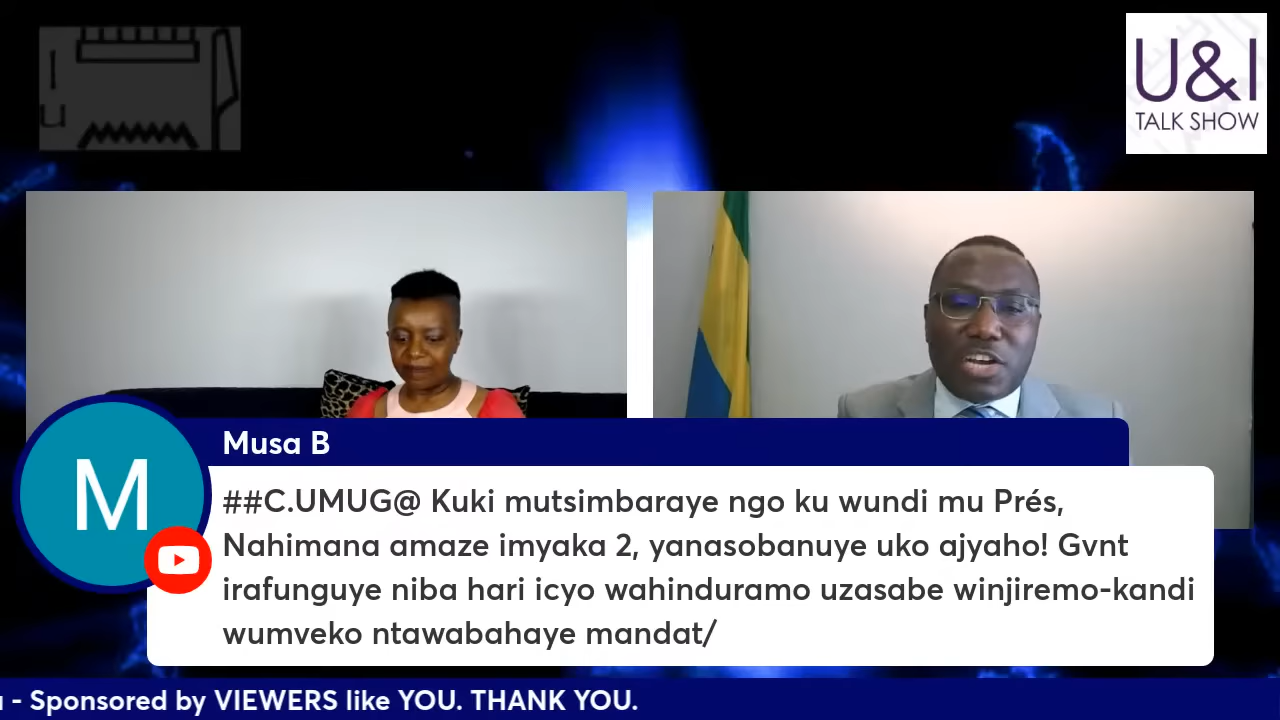 U&I
TALK SHOW
Musa B
M
##C.UMUG@ Kuki mutsimbaraye ngo ku wundi mu Prés,
Nahimana amaze imyaka 2, yanasobanuye uko ajyaho! Gvnt
irafunguye niba hari icyo wahinduramo uzasabe winjiremo-kandi
wumveko ntawabahaye mandat/
- Sponsored by VIEWERS like YOU. THANK YOU.